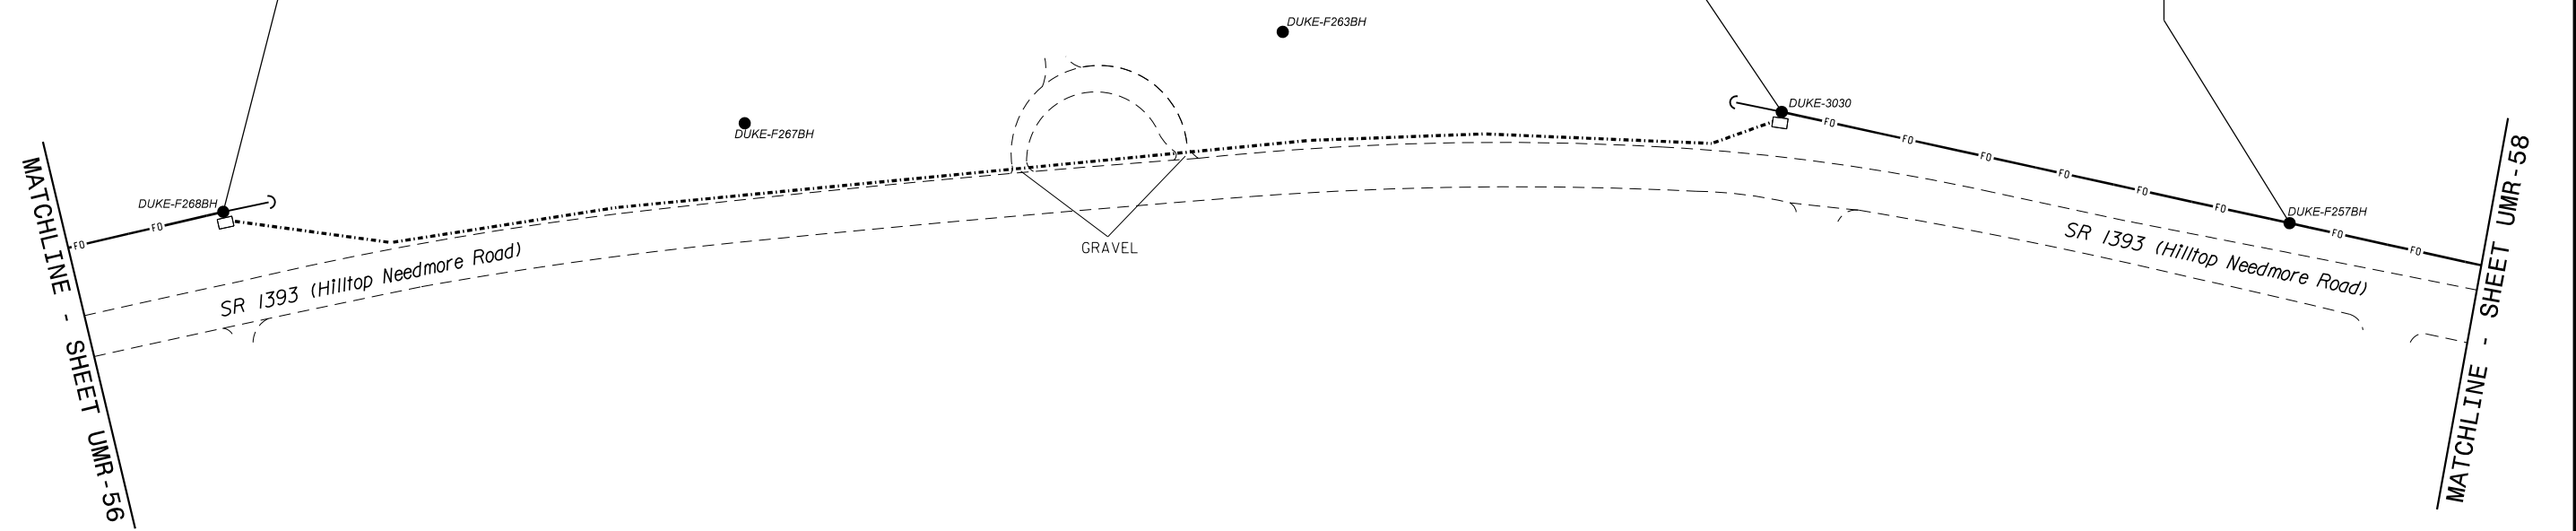 DUKE-F263BH
DUKE-3030
DUKE-F267BH
FO
FO
FO
FO
FO
FO
DUKE-F268BH
FO
FO
DUKE-F257BH
FO
FO
GRAVEL
SR 1393 (Hilltop Needmore Road)
SR 1393 (Hilltop Needmore Road)
MATCHLINE - SHEET UMR-56
MATCHLINE - SHEET UMR-58